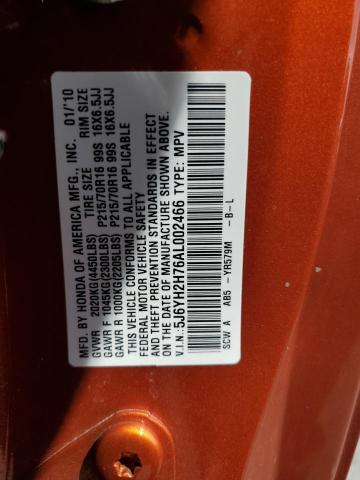 MFD. BY HONDA OF AMERICA MFG., INC. 01/'10
TIRE SIZE RIM SIZE
GVWR 2020KG(4450LBS)
GAWR F 1045KG(2300LBS) P215/70R16 99S 16X6.5JJ
GAWR R 1000KG(2205LBS) P215/70R16 99S 16X6.5JJ
THIS VEHICLE CONFORMS TO ALL APPLICABLE
FEDERAL MOTOR VEHICLE SAFETY
AND THEFT PREVENTION STANDARDS IN EFFECT
ON THE DATE OF MANUFACTURE SHOWN ABOVE.
V.I.N.:5J6YH2H76AL002466 TYPE: MPV
SCW A AB5 - YR579M -B-L